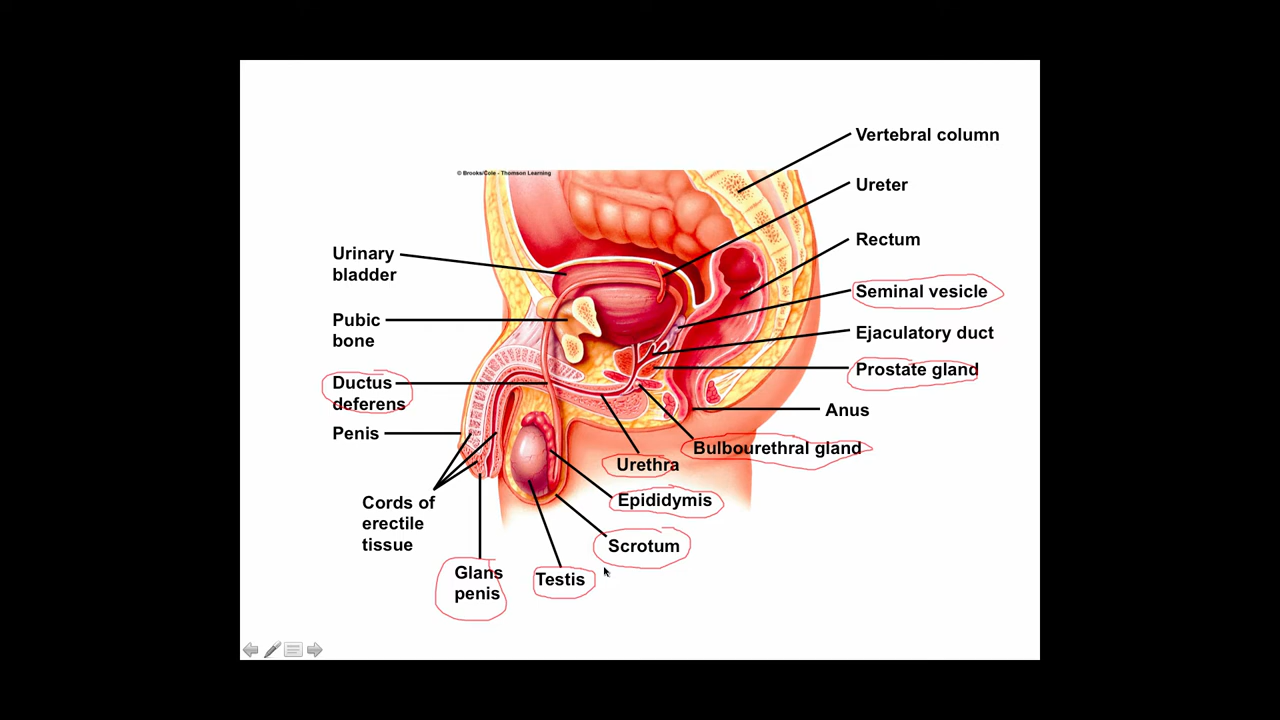 Vertebral column
© Brooks/Cole - Thomson Learning
Ureter
Rectum
Urinary
bladder
Seminal vesicle
Pubic
bone
Ejaculatory duct
Prostate gland
Ductus
deferens
Anus
Penis
Bulbourethral gland
Urethra
Epididymis
Cords of
erectile
tissue
Scrotum
Glans
penis
Testis